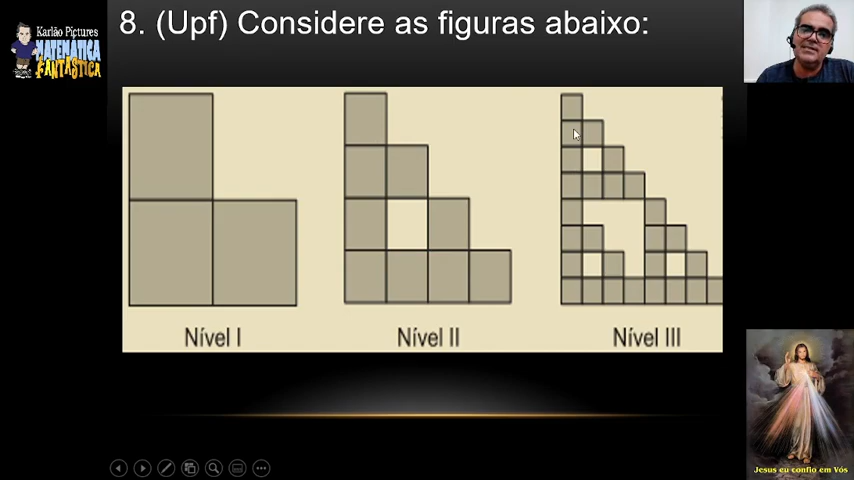 8. (Upf) Considere as figuras abaixo:
Karlão Pictures
MATEMÁTICA
FANTÁSTICA
Nível I
Nível II
Nível III
Jesus eu confio em Vós